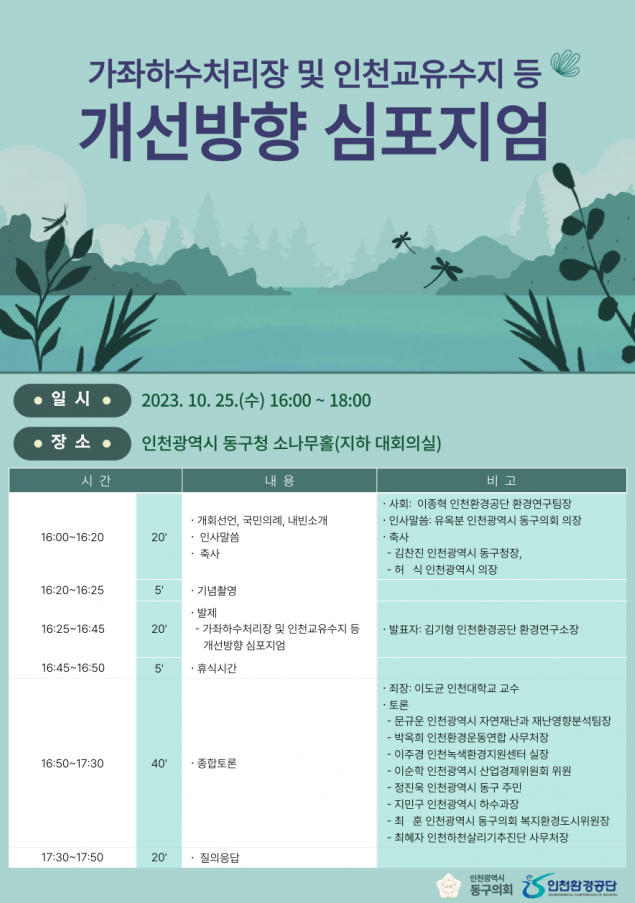 가좌하수처리장 및 인천교유수지 등
개선방향 심포지엄
일 시
2023. 10. 25.(수) 16:00 ~ 18:00
장 소
인천광역시 동구청 소나무홀(지하 대회의실)
시 간 내 용 비 고
16:00~16:20 20'
· 개회선언, 국민의례, 내빈소개
· 인사말씀
· 축사
· 사회: 이종혁 인천환경공단 환경연구팀장
· 인사말씀: 유옥분 인천광역시 동구의회 의장
· 축사
- 김찬진 인천광역시 동구청장,
- 허 식 인천광역시 의장
16:20~16:25 5' · 기념촬영
16:25~16:45 20'
· 발제
- 가좌하수처리장 및 인천교유수지 등
개선방향 심포지엄
· 발표자: 김기형 인천환경공단 환경연구소장
16:45~16:50 5' · 휴식시간
16:50~17:30 40' · 종합토론
· 죄장: 이도균 인천대학교 교수
· 토론
- 문규운 인천광역시 자연재난과 재난영향분석팀장
- 박옥희 인천환경운동연합 사무처장
- 이주경 인천녹색환경지원센터 실장
- 이순학 인천광역시 산업경제위원회 위원
- 정진욱 인천광역시 동구 주민
- 지민구 인천광역시 하수과장
- 최 훈 인천광역시 동구의회 복지환경도시위원장
- 최혜자 인천하천살리기추진단 사무처장
17:30~17:50 20' · 질의응답
인천광역시
동구의회
인천환경공단